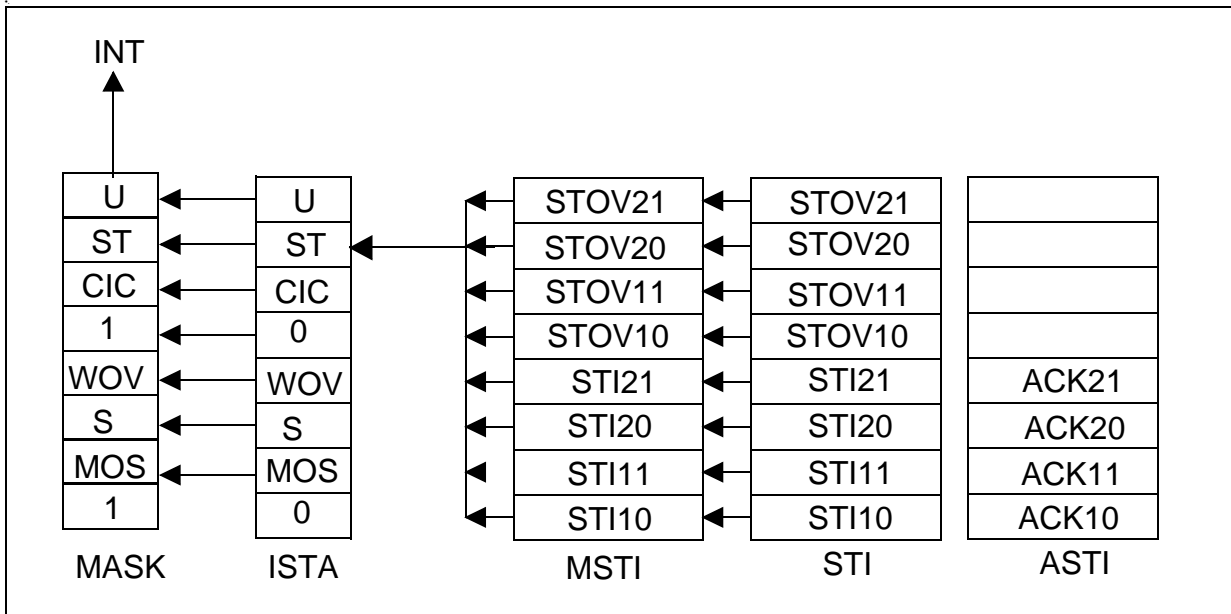 INT
U U STOV21 STOV21
ST ST STOV20 STOV20
CIC CIC STOV11 STOV11
1 0 STOV10 STOV10
WOV WOV STI21 STI21 ACK21
S S STI20 STI20 ACK20
MOS MOS STI11 STI11 ACK11
1 0 STI10 STI10 ACK10
MASK ISTA MSTI STI ASTI